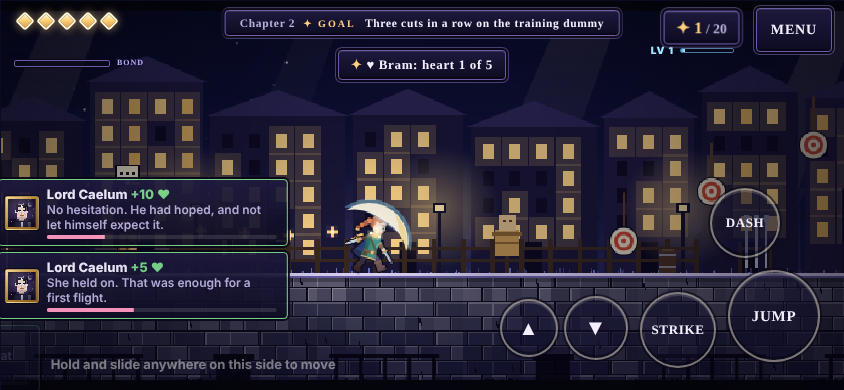 Chapter 2 ✦ GOAL Three cuts in a row on the training dummy
✦ 1 / 20
MENU
LV 1
BOND
✦ ♥ Bram: heart 1 of 5
Lord Caelum +10 ♥
No hesitation. He had hoped, and not
let himself expect it.
Lord Caelum +5 ♥
She held on. That was enough for a
first flight.
DASH
▲
▼
STRIKE
JUMP
at
Hold and slide anywhere on this side to move